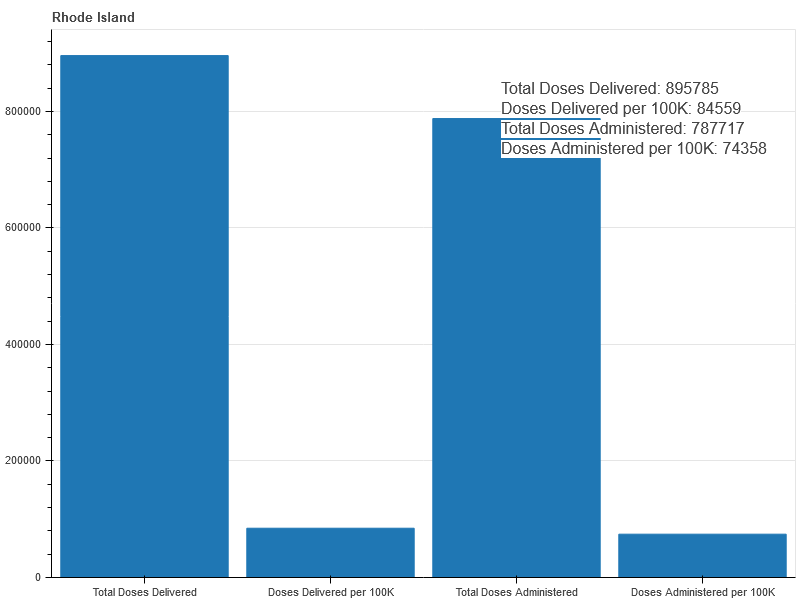 Rhode Island
Total Doses Delivered: 895785
Doses Delivered per 100K: 84559
Total Doses Administered: 787717
Doses Administered per 100K: 74358
800000
600000
400000
200000
0
Total Doses Delivered
Doses Delivered per 100K
Total Doses Administered
Doses Administered per 100K